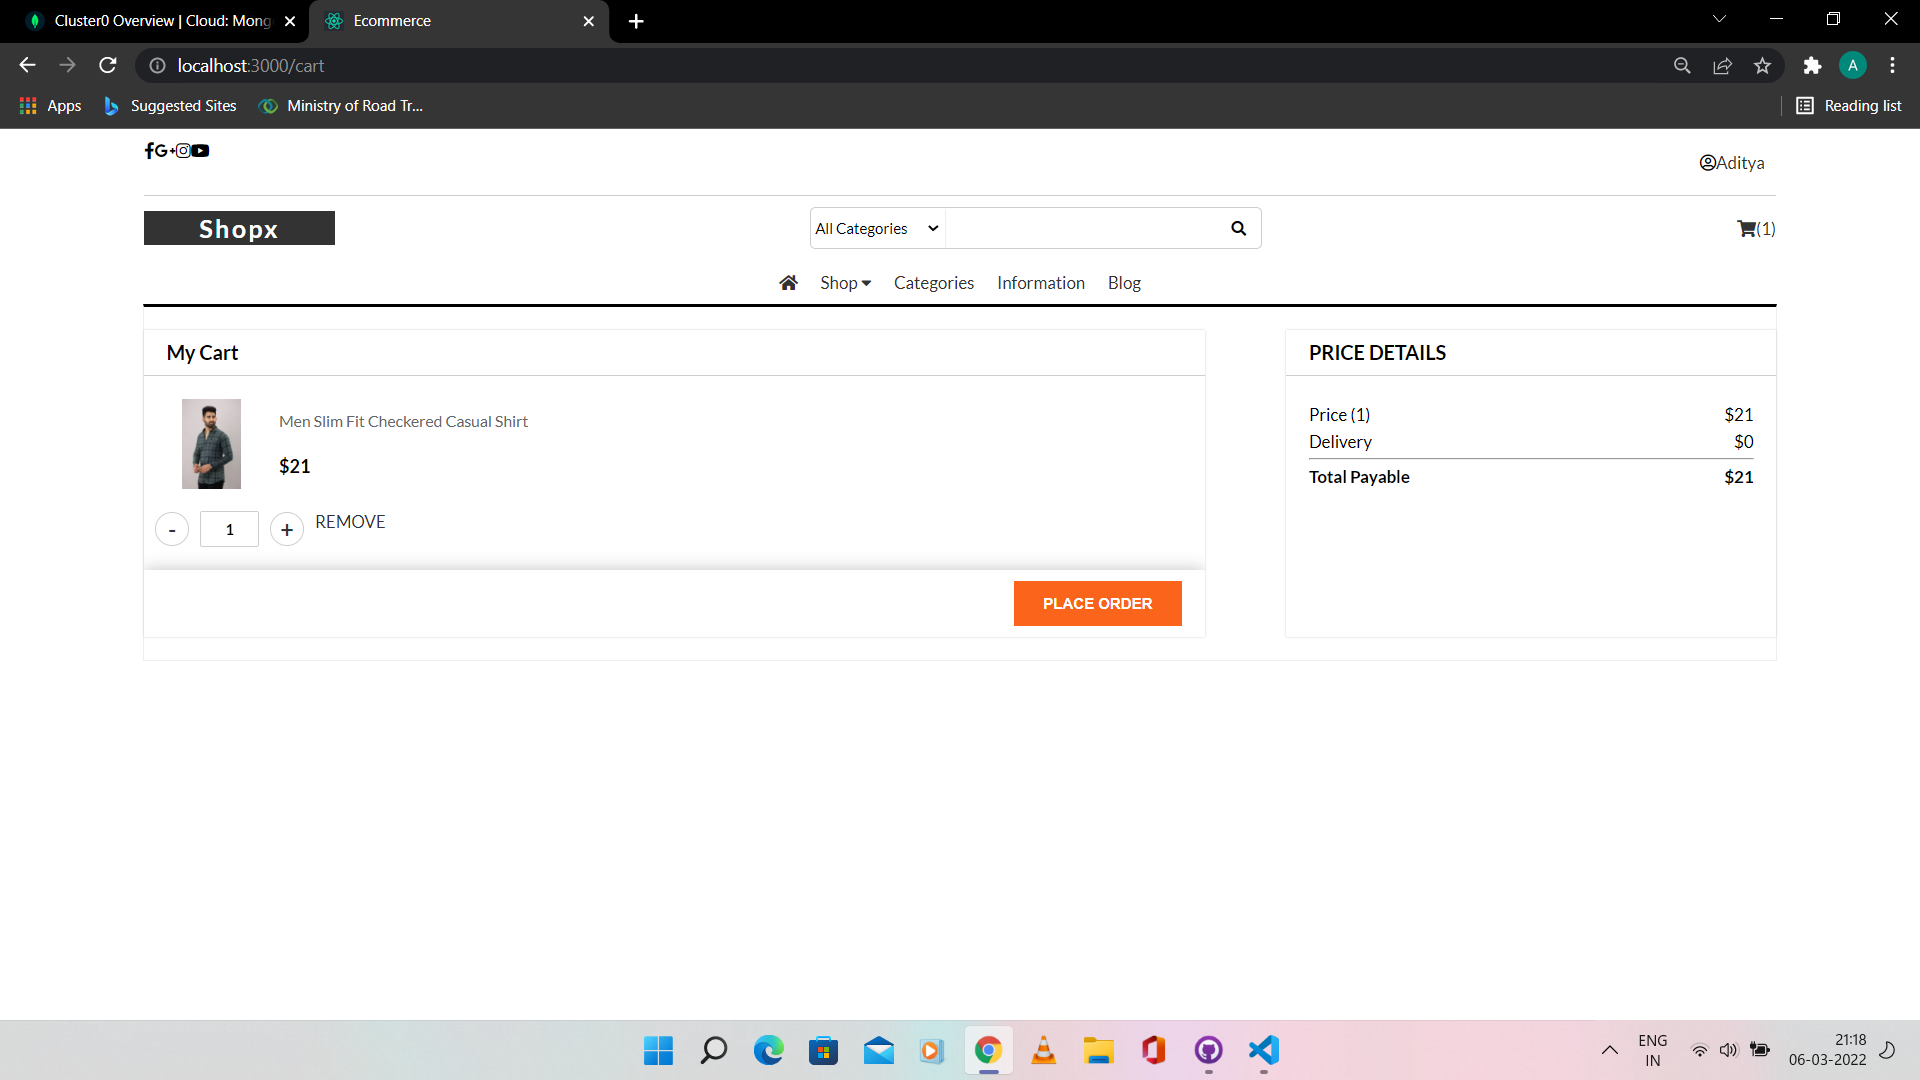 Cluster0 Overview | Cloud: Mong
Ecommerce
localhost:3000/cart
A
Apps
Suggested Sites
Ministry of Road Tr...
Reading list
Aditya
Shopx
All Categories
(1)
Shop
Categories
Information
Blog
My Cart
PRICE DETAILS
Men Slim Fit Checkered Casual Shirt
$21
- 1 + REMOVE
PLACE ORDER
Price (1) $21
Delivery $0
Total Payable $21
ENG
IN
21:18
06-03-2022